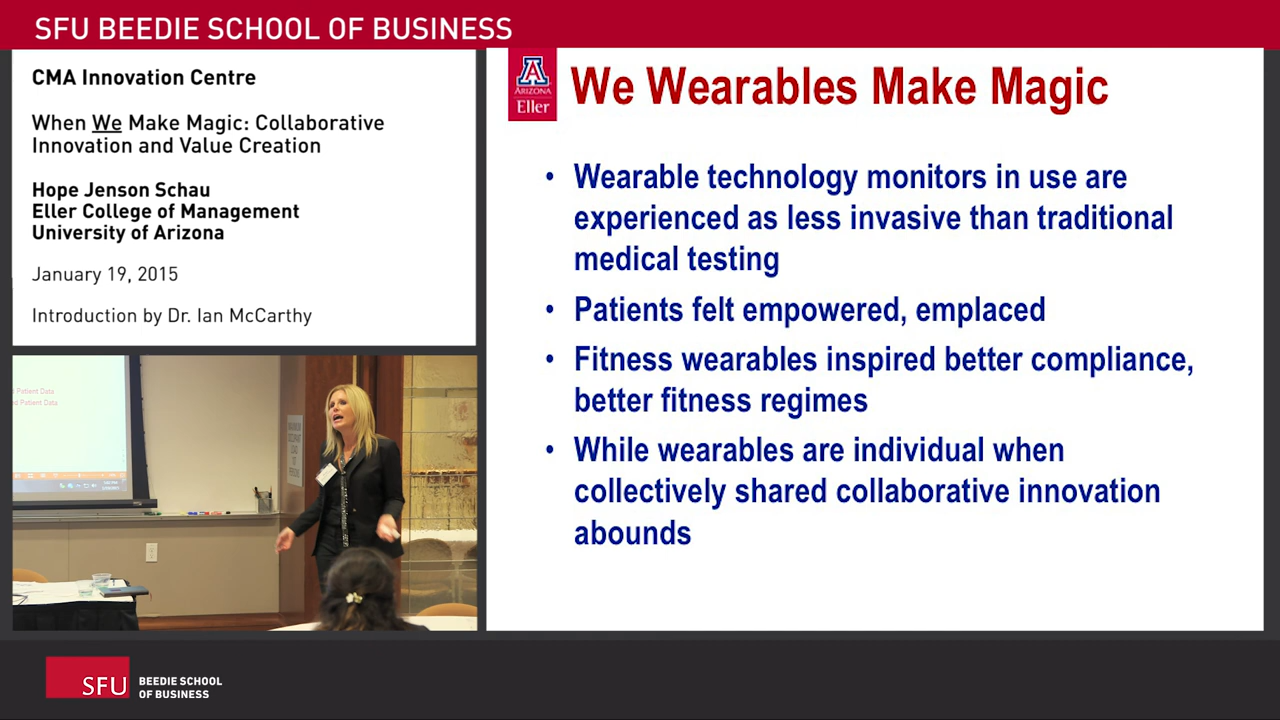 SFU BEEDIE SCHOOL OF BUSINESS
CMA Innovation Centre
When We Make Magic: Collaborative
Innovation and Value Creation
Hope Jenson Schau
Eller College of Management
University of Arizona
January 19, 2015
Introduction by Dr. Ian McCarthy
A
ARIZONA
Eller
We Wearables Make Magic
• Wearable technology monitors in use are
experienced as less invasive than traditional
medical testing
• Patients felt empowered, emplaced
• Fitness wearables inspired better compliance,
better fitness regimes
• While wearables are individual when
collectively shared collaborative innovation
abounds
Patient Data
Patient Data
SFU
BEEDIE SCHOOL
OF BUSINESS